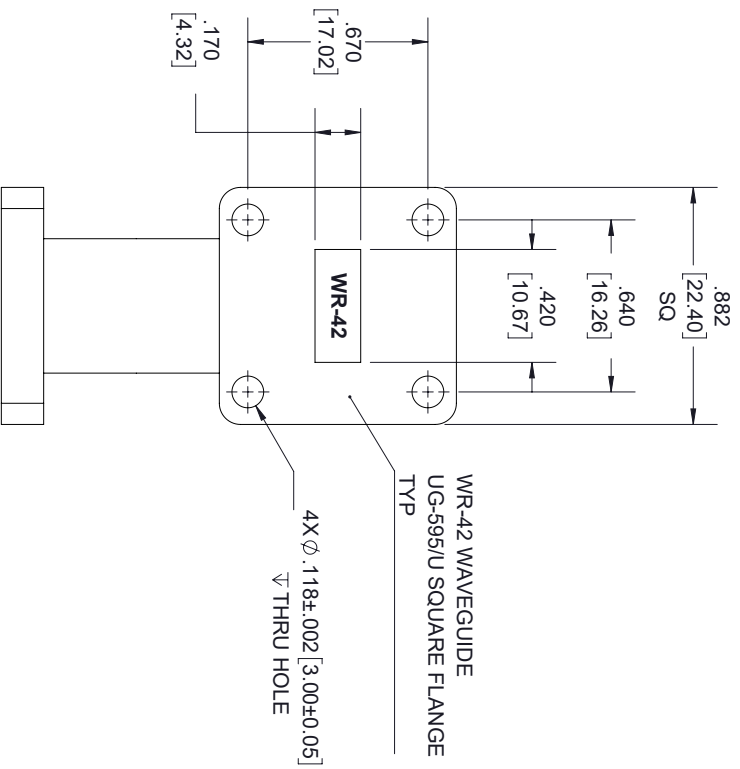 .882
[22.40]
SQ
.640
[16.26]
.420
[10.67]
.670
[17.02]
.170
[4.32]
WR-42
WR-42 WAVEGUIDE
UG-595/U SQUARE FLANGE
TYP
4X ∅ .118±.002 [3.00±0.05]
↧ THRU HOLE